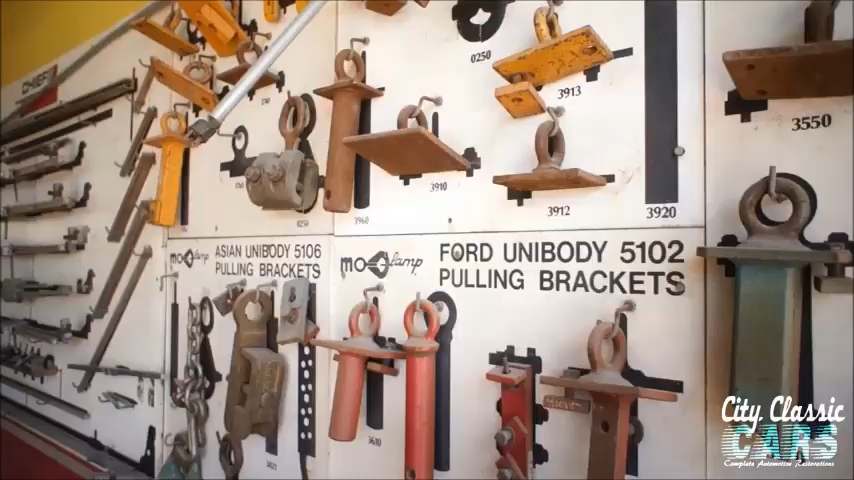 CHIEF
0250
3913
3550
3910
3912
3960
3920
0250
mo clamp
ASIAN UNIBODY 5106
PULLING BRACKETS
mo clamp
FORD UNIBODY 5102
PULLING BRACKETS
3610
City Classic
CARS
Complete Automotive Restorations